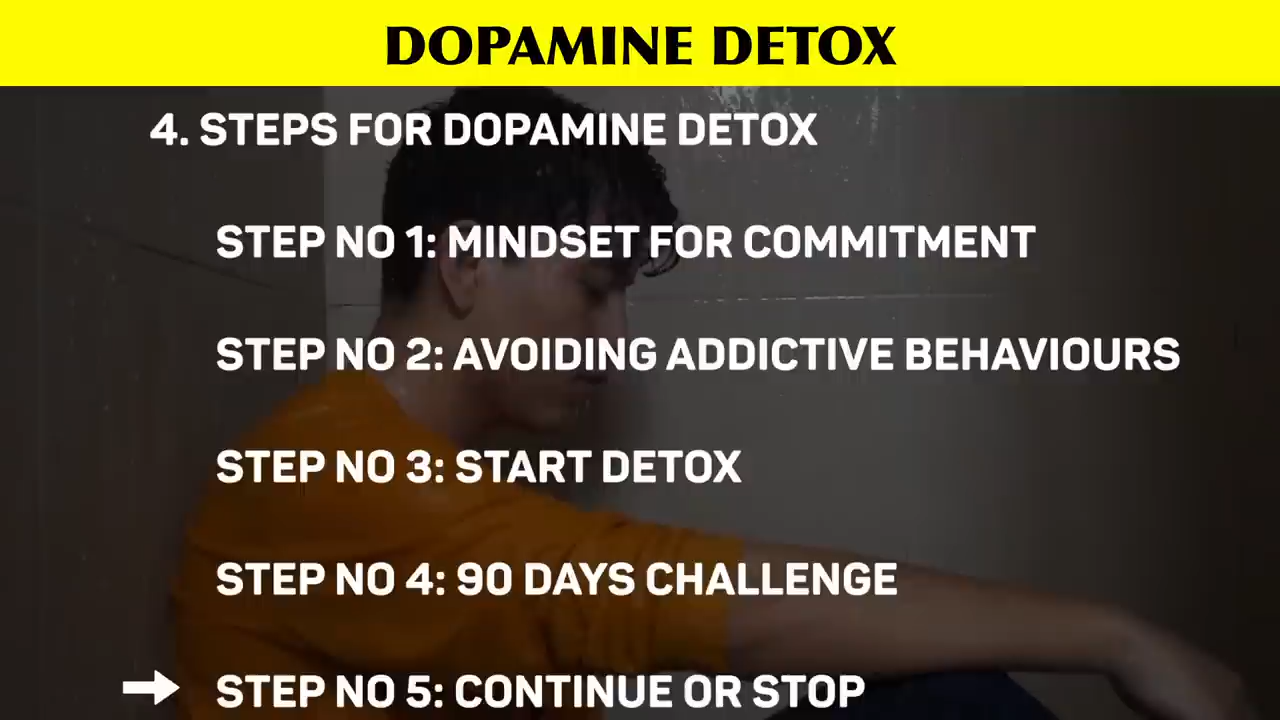 DOPAMINE DETOX
4. STEPS FOR DOPAMINE DETOX
STEP NO 1: MINDSET FOR COMMITMENT
STEP NO 2: AVOIDING ADDICTIVE BEHAVIOURS
STEP NO 3: START DETOX
STEP NO 4: 90 DAYS CHALLENGE
STEP NO 5: CONTINUE OR STOP